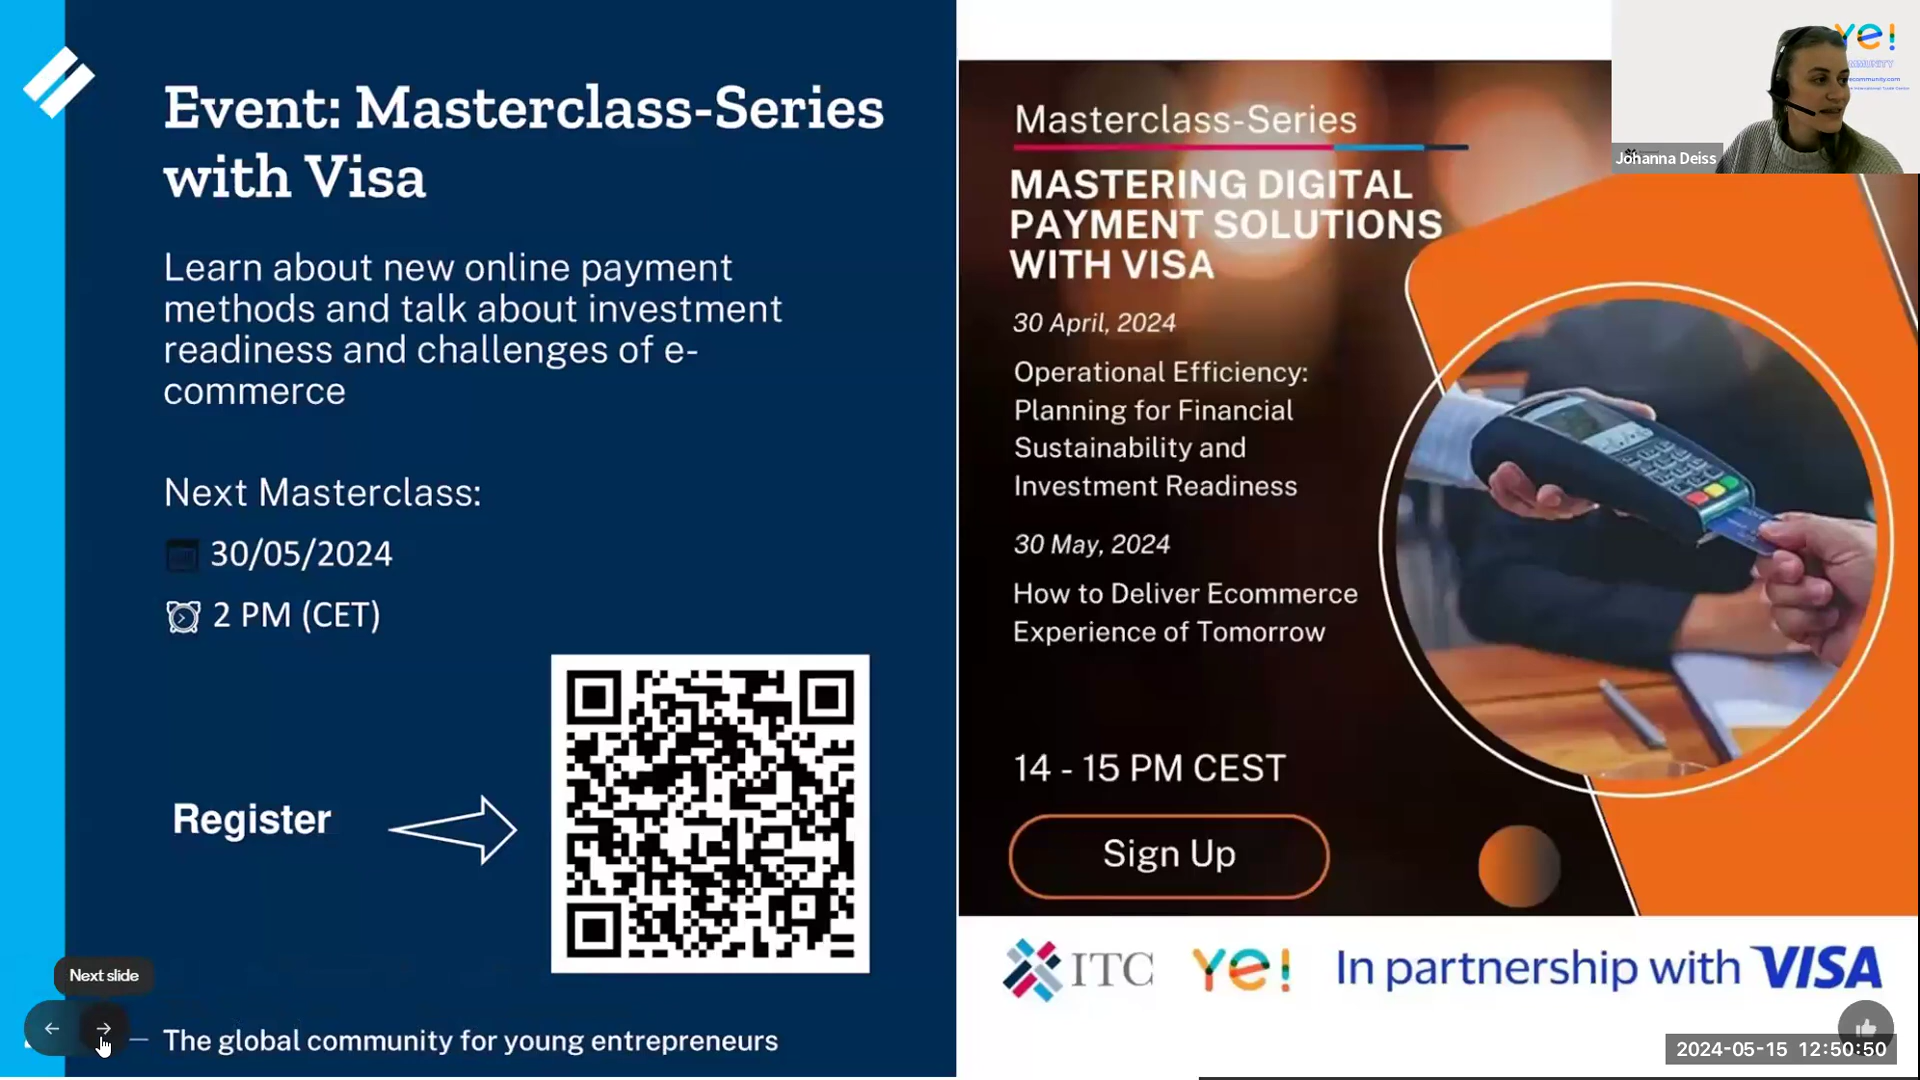 Event: Masterclass-Series
with Visa
Learn about new online payment
methods and talk about investment
readiness and challenges of e-
commerce
Next Masterclass:
30/05/2024
2 PM (CET)
Register
Next slide
The global community for young entrepreneurs
Masterclass-Series
MASTERING DIGITAL
PAYMENT SOLUTIONS
WITH VISA
30 April, 2024
Operational Efficiency:
Planning for Financial
Sustainability and
Investment Readiness
30 May, 2024
How to Deliver Ecommerce
Experience of Tomorrow
14 - 15 PM CEST
Sign Up
ITC
Ye!
In partnership with VISA
ye!
Johanna Deiss
2024-05-15 12:50:50